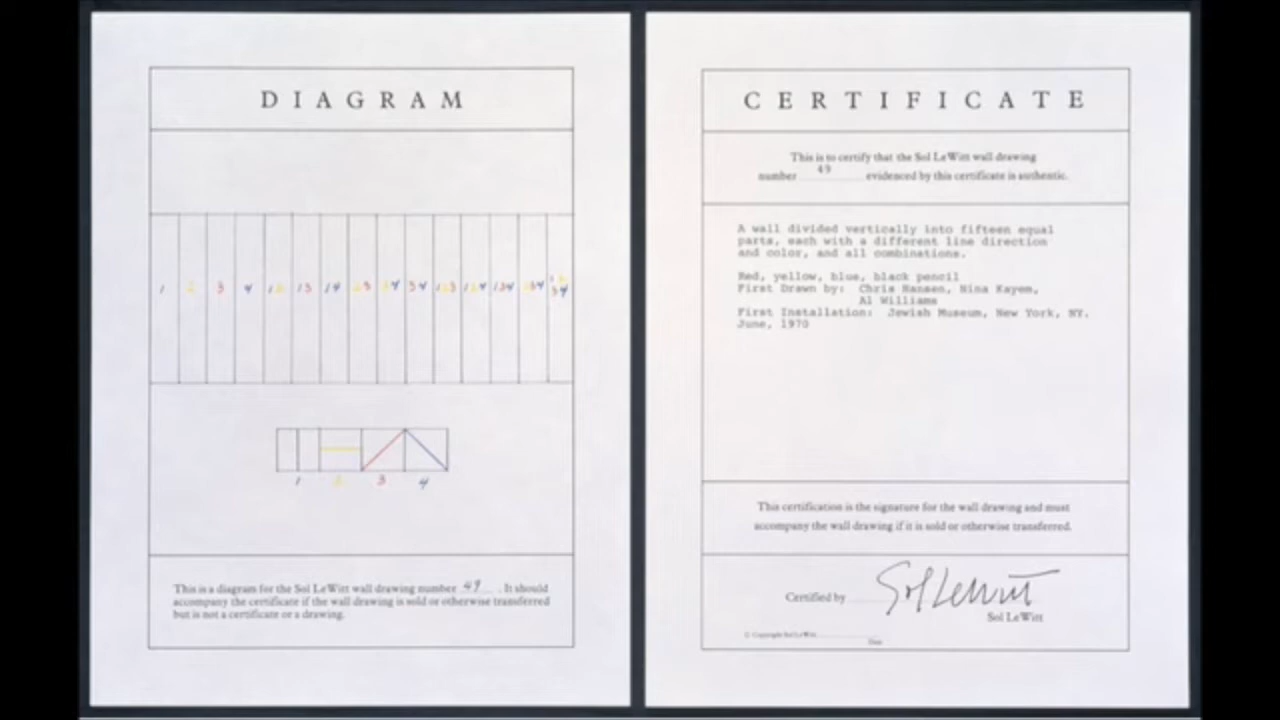 DIAGRAM
1 2 3 4 12 13 14 23 24 34 123 124 134 234 12
34
1 2 3 4
This is a diagram for the Sol LeWitt wall drawing number 49 . It should
accompany the certificate if the wall drawing is sold or otherwise transferred
but is not a certificate or a drawing.
CERTIFICATE
This is to certify that the Sol LeWitt wall drawing
number 49 evidenced by this certificate is authentic.
A wall divided vertically into fifteen equal
parts, each with a different line direction
and color, and all combinations.
Red, yellow, blue, black pencil
First Drawn by: Chris Hansen, Nina Kayem,
Al Williams
First Installation: Jewish Museum, New York, NY.
June, 1970
This certification is the signature for the wall drawing and must
accompany the wall drawing if it is sold or otherwise transferred.
Certified by Sol LeWitt
Sol LeWitt
© Copyright Sol LeWitt
Date